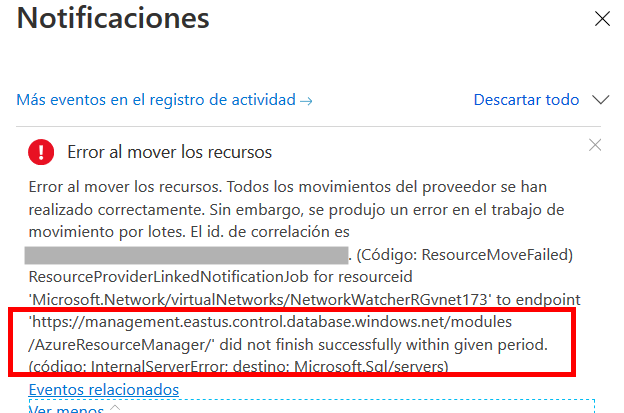 Notificaciones
Más eventos en el registro de actividad →
Descartar todo
Error al mover los recursos
Error al mover los recursos. Todos los movimientos del proveedor se han
realizado correctamente. Sin embargo, se produjo un error en el trabajo de
movimiento por lotes. El id. de correlación es
. (Código: ResourceMoveFailed)
ResourceProviderLinkedNotificationJob for resourceid
'Microsoft.Network/virtualNetworks/NetworkWatcherRGvnet173' to endpoint
'https://management.eastus.control.database.windows.net/modules
/AzureResourceManager/' did not finish successfully within given period.
(código: InternalServerError; destino: Microsoft.Sql/servers)
Eventos relacionados
Ver menos